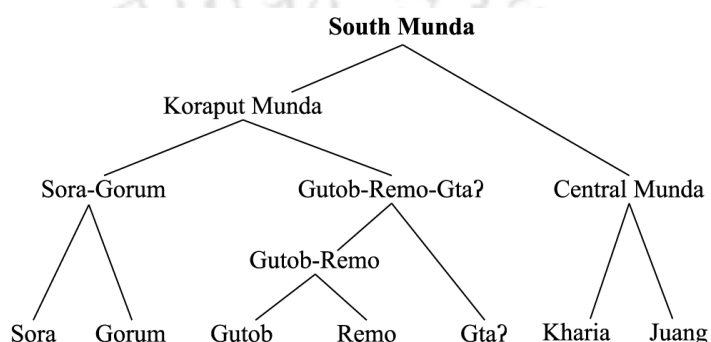 South Munda
Koraput Munda
Sora-Gorum Gutob-Remo-Gtaʔ Central Munda
Gutob-Remo
Sora Gorum Gutob Remo Gtaʔ Kharia Juang